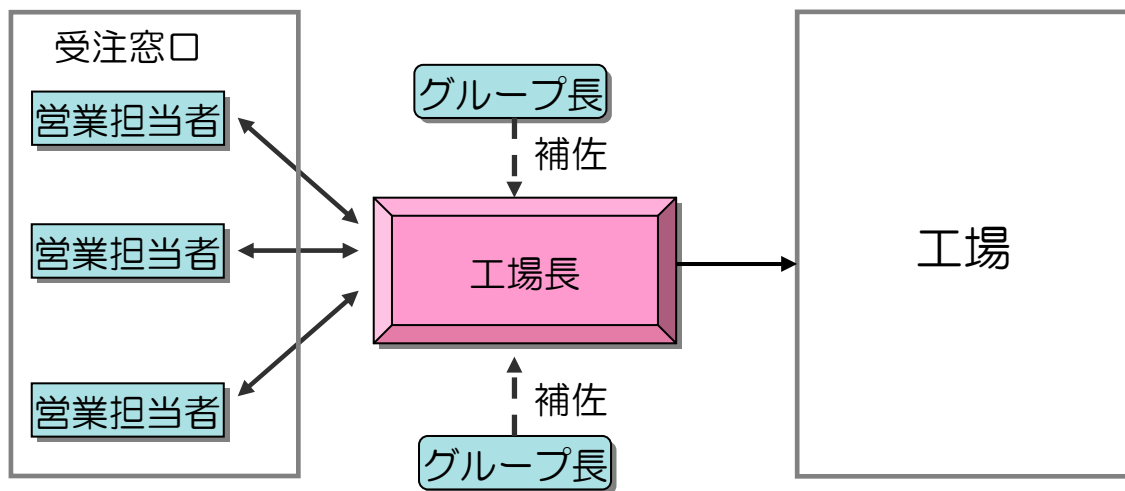 受注窓口
営業担当者
営業担当者
営業担当者
グループ長
補佐
工場長
補佐
グループ長
工場